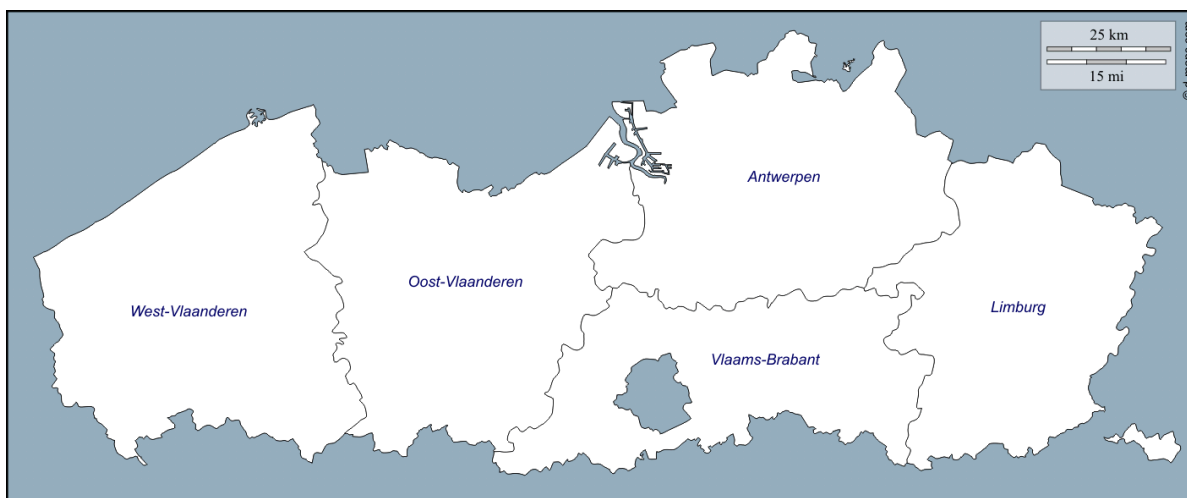 25 km
15 mi
Antwerpen
Oost-Vlaanderen
West-Vlaanderen
Limburg
Vlaams-Brabant